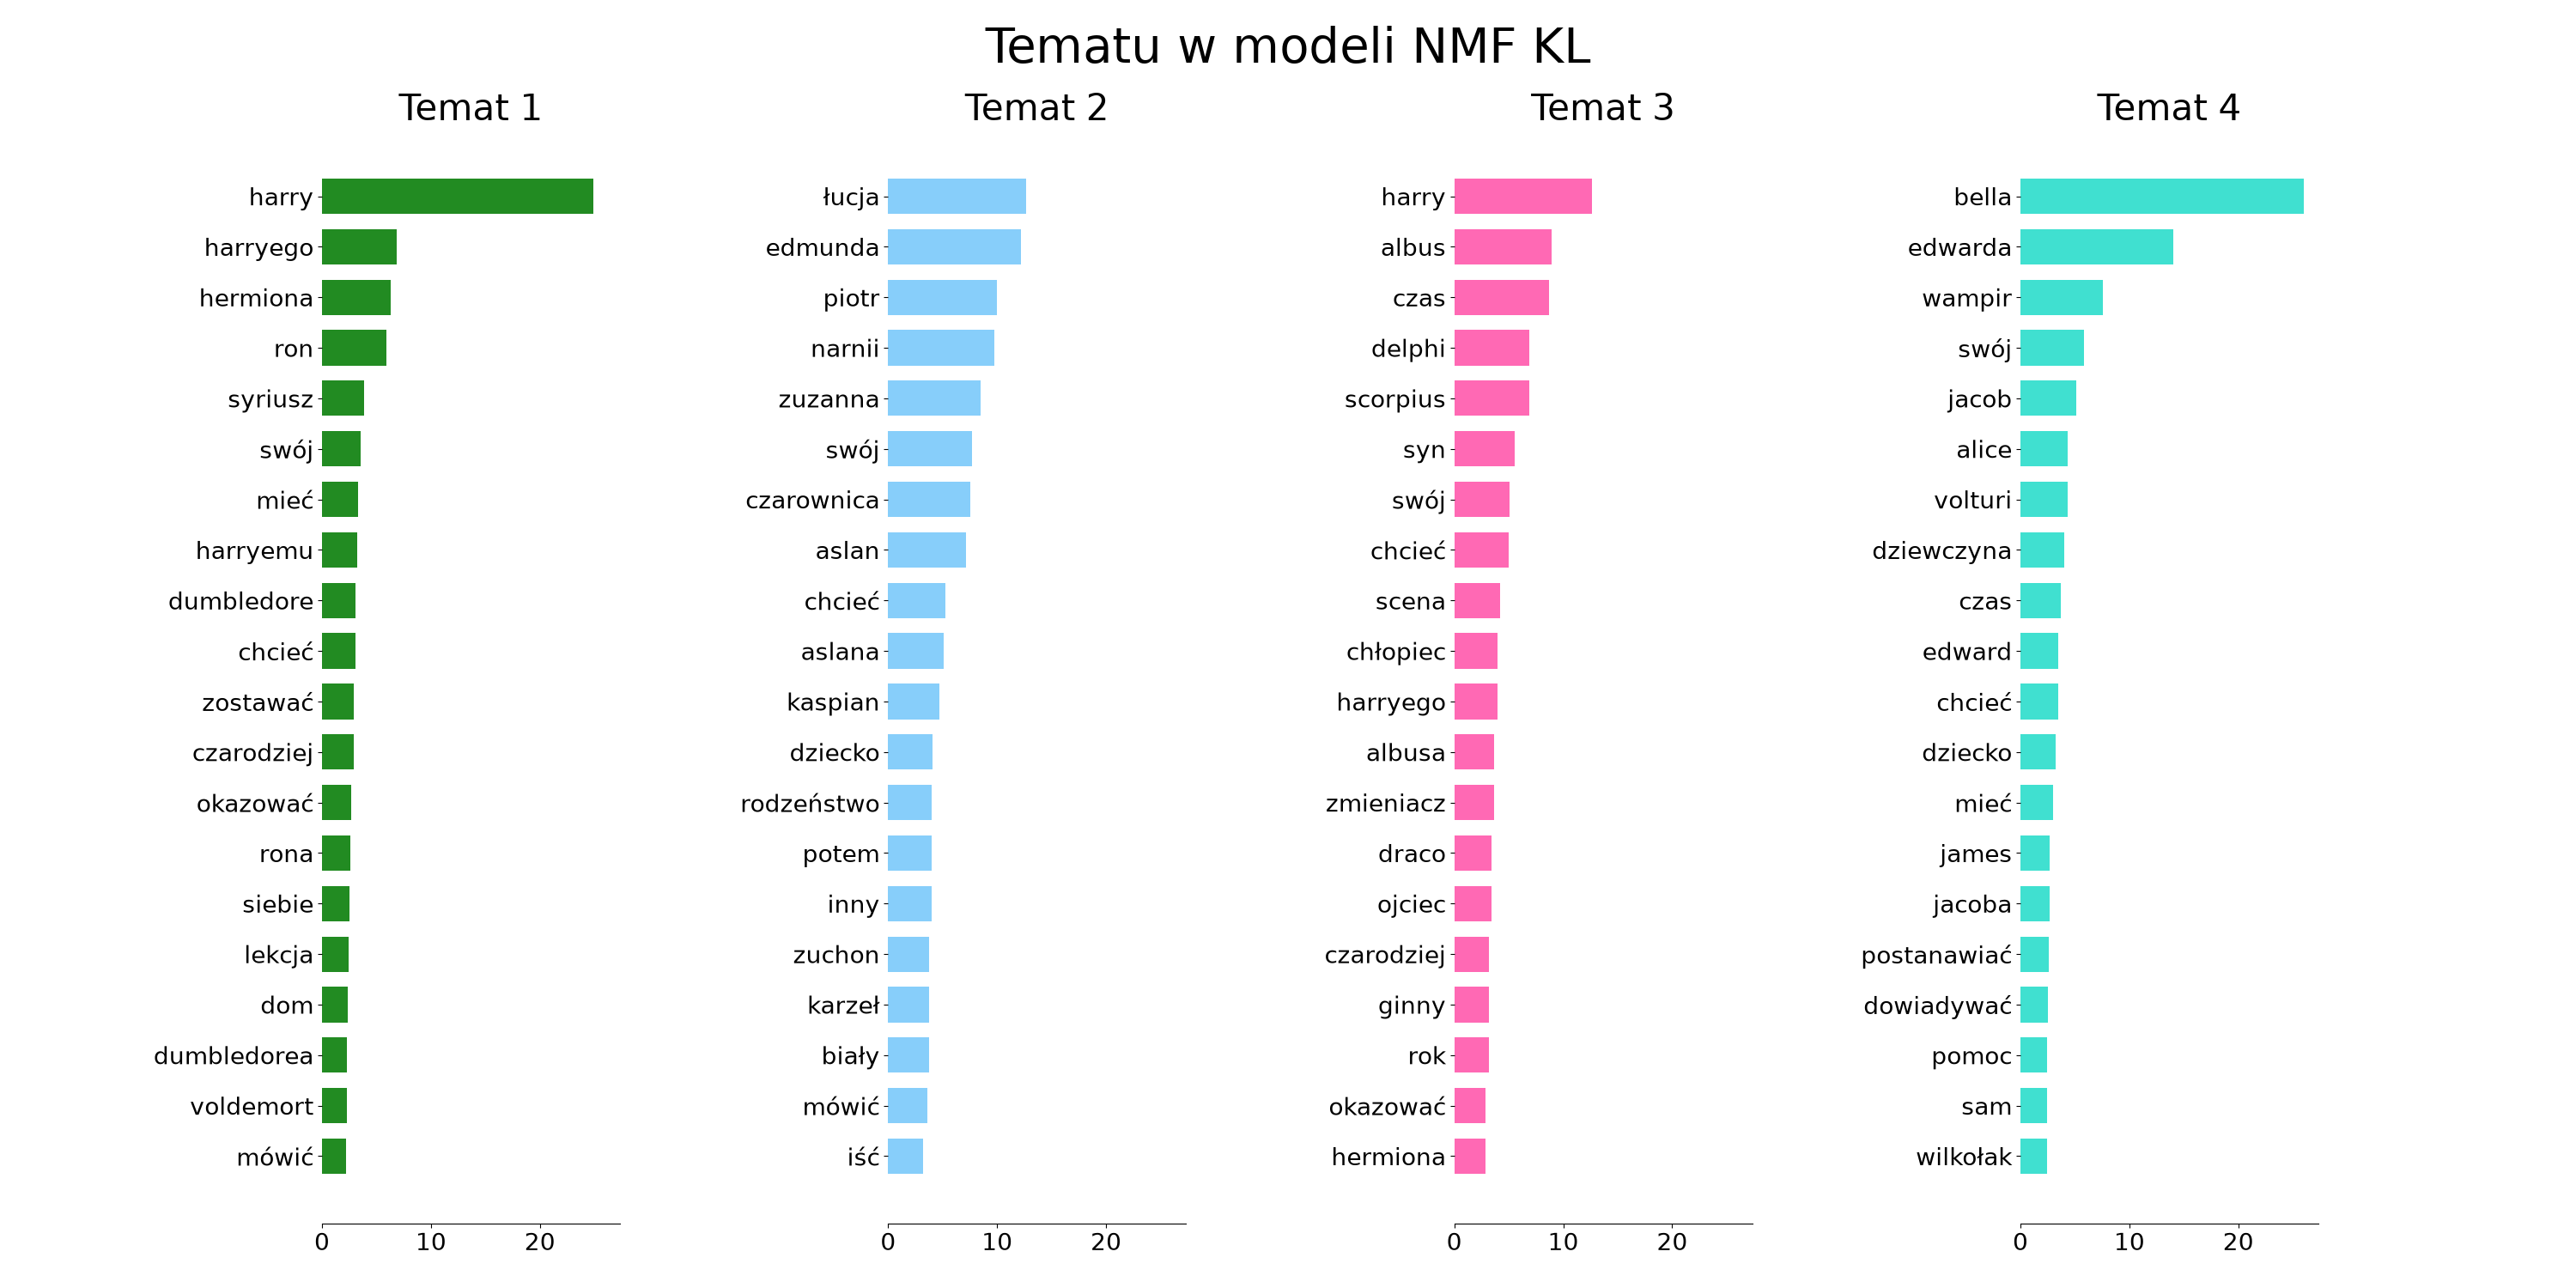 Tematu w modeli NMF KL
Temat 1
harry
harryego
hermiona
ron
syriusz
swój
mieć
harryemu
dumbledore
chcieć
zostawać
czarodziej
okazować
rona
siebie
lekcja
dom
dumbledorea
voldemort
mówić
0 10 20
Temat 2
łucja
edmunda
piotr
narnii
zuzanna
swój
czarownica
aslan
chcieć
aslana
kaspian
dziecko
rodzeństwo
potem
inny
zuchon
karzeł
biały
mówić
iść
0 10 20
Temat 3
harry
albus
czas
delphi
scorpius
syn
swój
chcieć
scena
chłopiec
harryego
albusa
zmieniacz
draco
ojciec
czarodziej
ginny
rok
okazować
hermiona
0 10 20
Temat 4
bella
edwarda
wampir
swój
jacob
alice
volturi
dziewczyna
czas
edward
chcieć
dziecko
mieć
james
jacoba
postanawiać
dowiadywać
pomoc
sam
wilkołak
0 10 20